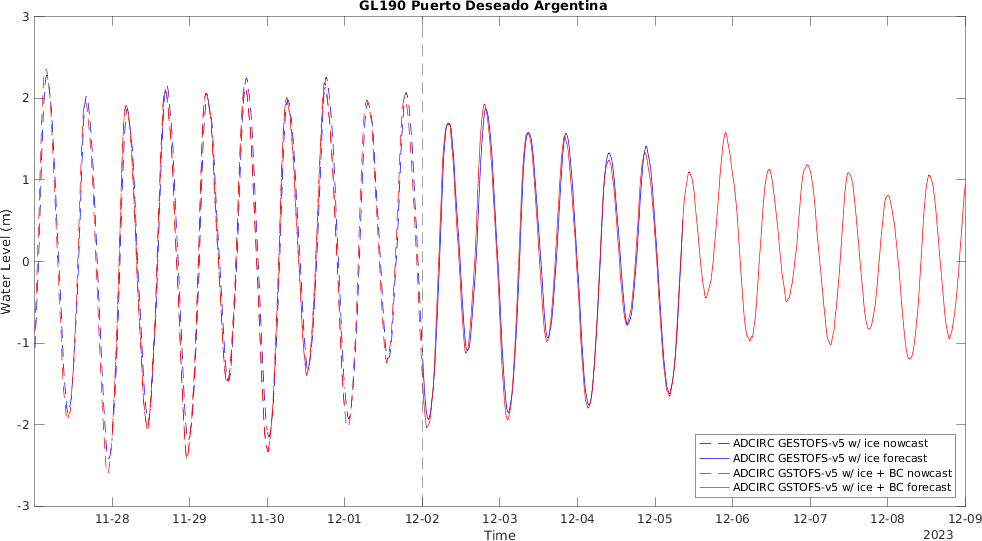 GL190 Puerto Deseado Argentina
3
2
1
0
-1
-2
-3
Water Level (m)
ADCIRC GESTOFS-v5 w/ ice nowcast
ADCIRC GESTOFS-v5 w/ ice forecast
ADCIRC GSTOFS-v5 w/ ice + BC nowcast
ADCIRC GSTOFS-v5 w/ ice + BC forecast
11-28 11-29 11-30 12-01 12-02 12-03 12-04 12-05 12-06 12-07 12-08 12-09
Time
2023